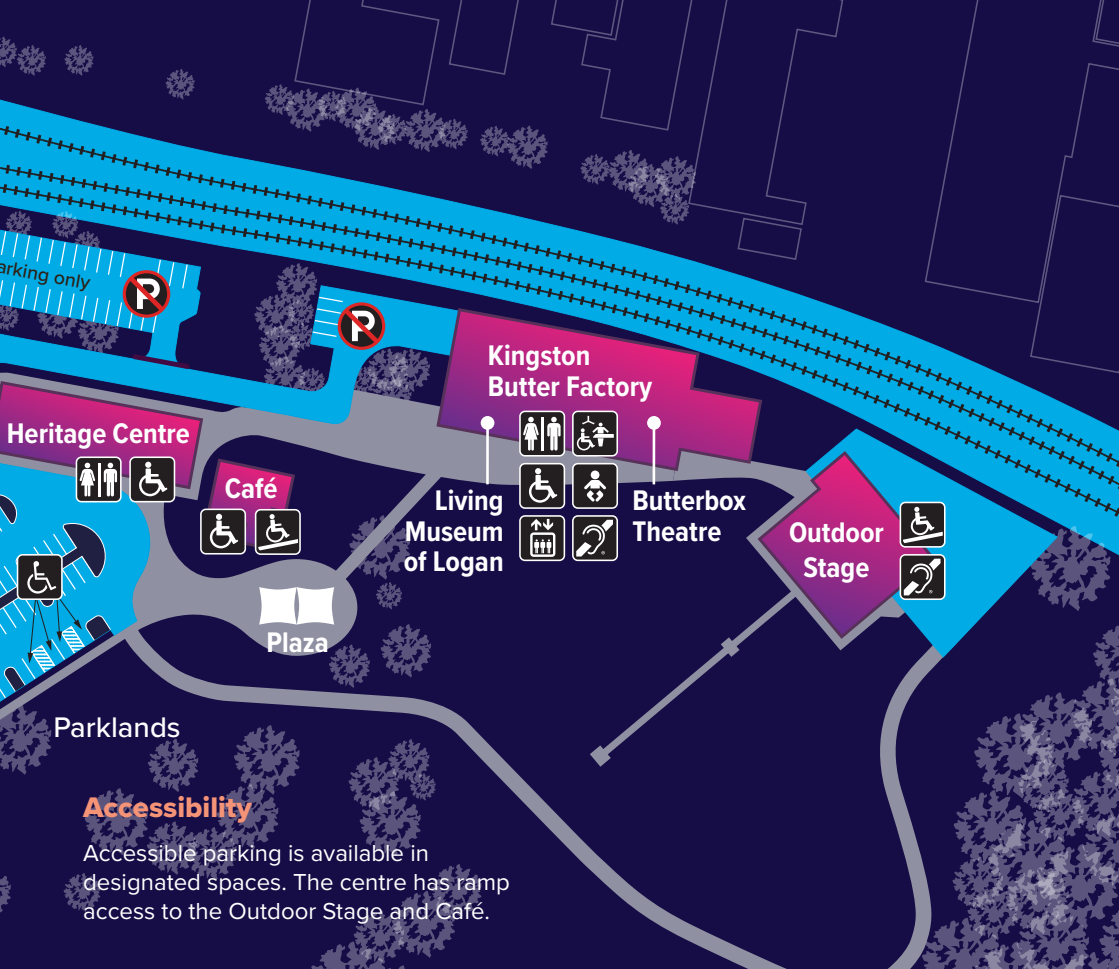 parking only
P
P
Kingston
Butter Factory
Heritage Centre
Café
Living
Museum
of Logan
Butterbox
Theatre
Outdoor
Stage
Plaza
Parklands
Accessibility
Accessible parking is available in
designated spaces. The centre has ramp
access to the Outdoor Stage and Café.